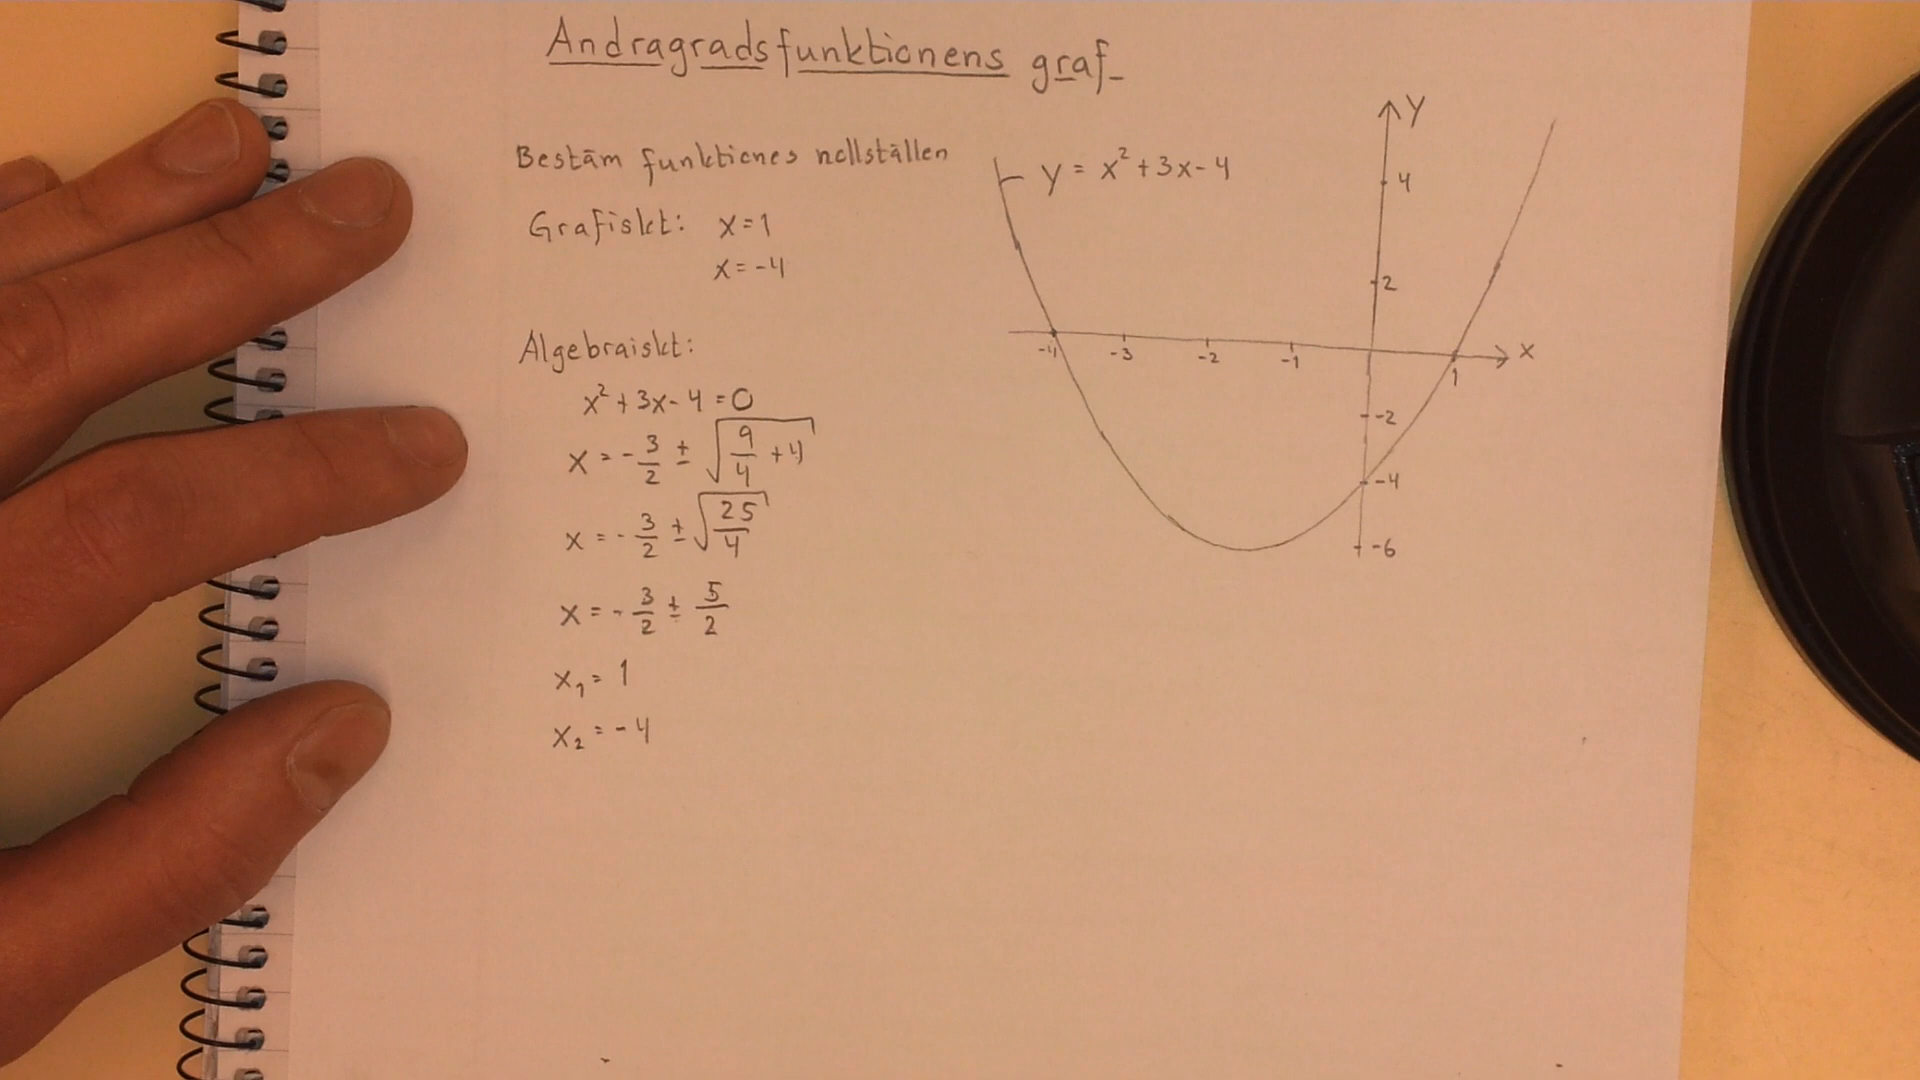 Andragradsfunktionens graf
Bestäm funktiones nollställen
Grafiskt: x=1
x=-4
Algebraiskt:
x²+3x-4=0
x = -3/2 ± √(9/4 +4)
x = -3/2 ± √(25/4)
x = -3/2 ± 5/2
x₁ = 1
x₂ = -4
y = x²+3x-4
y
4
2
-4 -3 -2 -1 1 x
-2
-4
-6